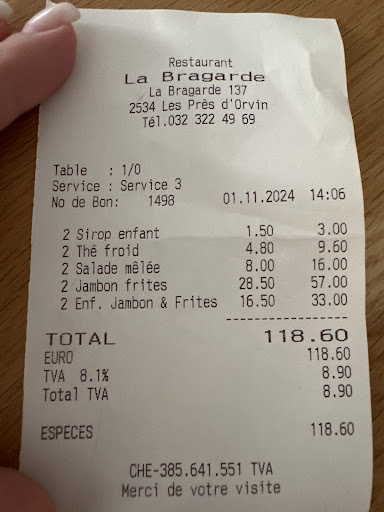 Restaurant
La Bragarde
La Bragarde 137
2534 Les Prês d'Orvin
Tél.032 322 49 69
Table : 1/0
Service : Service 3
No de Bon: 1498 01.11.2024 14:06
2 Sirop enfant 1.50 3.00
2 Thé froid 4.80 9.60
2 Salade mêlée 8.00 16.00
2 Jambon frites 28.50 57.00
2 Enf. Jambon & Frites 16.50 33.00
------------------
TOTAL 118.60
EURO 118.60
TVA 8.1% 8.90
Total TVA 8.90
ESPECES 118.60
CHE-385.641.551 TVA
Merci de votre visite